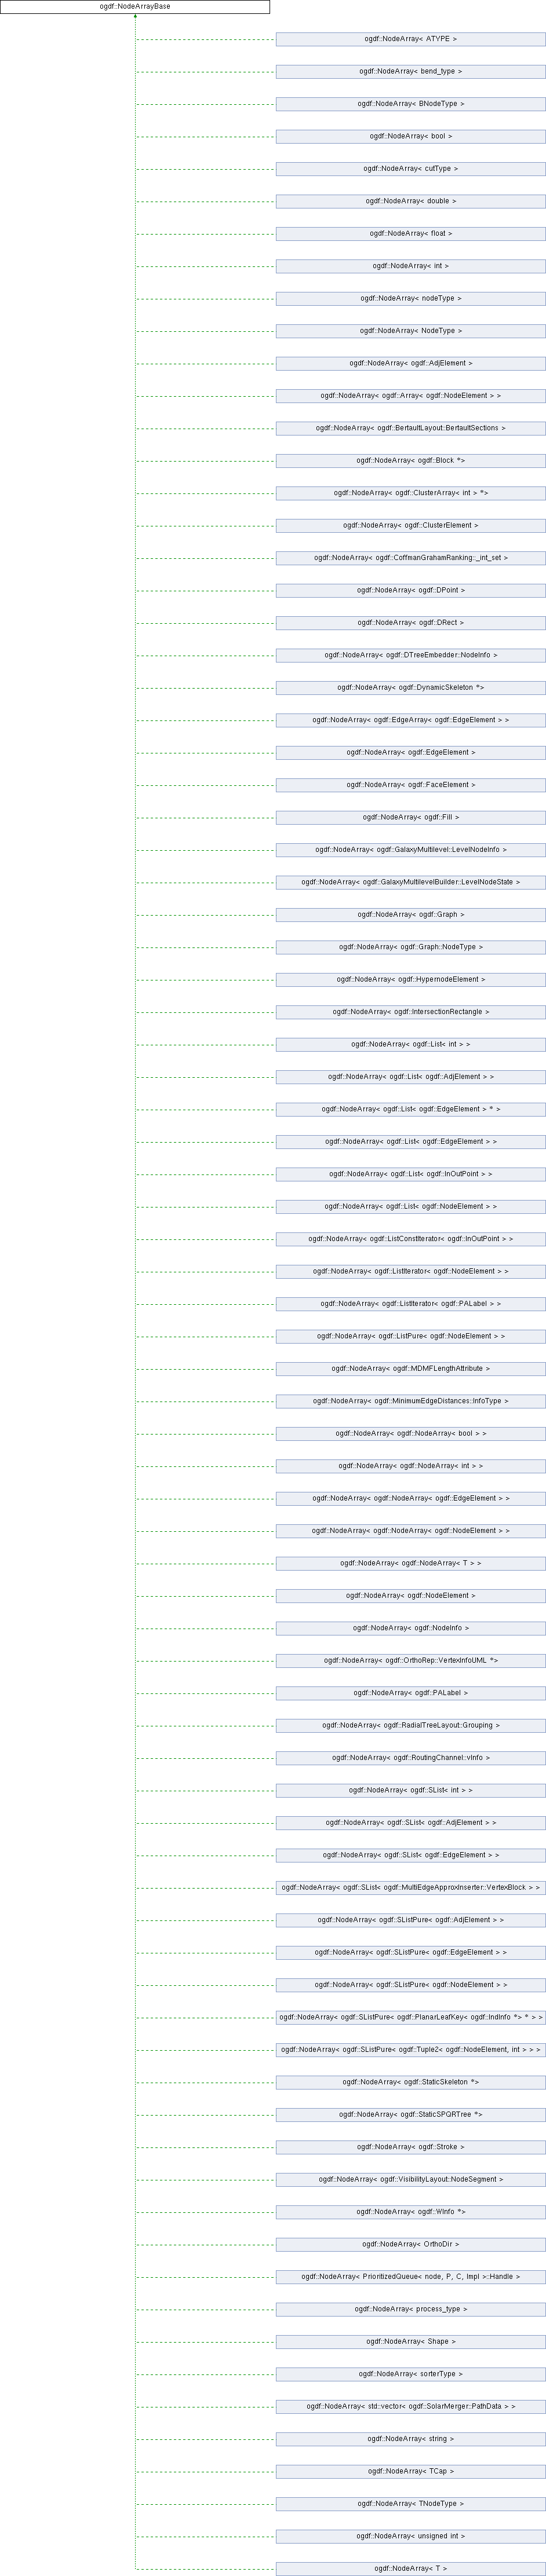 ogdf::NodeArrayBase
ogdf::NodeArray< ATYPE >
ogdf::NodeArray< bend_type >
ogdf::NodeArray< BNodeType >
ogdf::NodeArray< bool >
ogdf::NodeArray< cutType >
ogdf::NodeArray< double >
ogdf::NodeArray< float >
ogdf::NodeArray< int >
ogdf::NodeArray< nodeType >
ogdf::NodeArray< NodeType >
ogdf::NodeArray< ogdf::AdjElement >
ogdf::NodeArray< ogdf::Array< ogdf::NodeElement > >
ogdf::NodeArray< ogdf::BertaultLayout::BertaultSections >
ogdf::NodeArray< ogdf::Block *>
ogdf::NodeArray< ogdf::ClusterArray< int > *>
ogdf::NodeArray< ogdf::ClusterElement >
ogdf::NodeArray< ogdf::CoffmanGrahamRanking::_int_set >
ogdf::NodeArray< ogdf::DPoint >
ogdf::NodeArray< ogdf::DRect >
ogdf::NodeArray< ogdf::DTreeEmbedder::NodeInfo >
ogdf::NodeArray< ogdf::DynamicSkeleton *>
ogdf::NodeArray< ogdf::EdgeArray< ogdf::EdgeElement > >
ogdf::NodeArray< ogdf::EdgeElement >
ogdf::NodeArray< ogdf::FaceElement >
ogdf::NodeArray< ogdf::Fill >
ogdf::NodeArray< ogdf::GalaxyMultilevel::LevelNodeInfo >
ogdf::NodeArray< ogdf::GalaxyMultilevelBuilder::LevelNodeState >
ogdf::NodeArray< ogdf::Graph >
ogdf::NodeArray< ogdf::Graph::NodeType >
ogdf::NodeArray< ogdf::HypernodeElement >
ogdf::NodeArray< ogdf::IntersectionRectangle >
ogdf::NodeArray< ogdf::List< int > >
ogdf::NodeArray< ogdf::List< ogdf::AdjElement > >
ogdf::NodeArray< ogdf::List< ogdf::EdgeElement > * >
ogdf::NodeArray< ogdf::List< ogdf::EdgeElement > >
ogdf::NodeArray< ogdf::List< ogdf::InOutPoint > >
ogdf::NodeArray< ogdf::List< ogdf::NodeElement > >
ogdf::NodeArray< ogdf::ListConstIterator< ogdf::InOutPoint > >
ogdf::NodeArray< ogdf::ListIterator< ogdf::NodeElement > >
ogdf::NodeArray< ogdf::ListIterator< ogdf::PALabel > >
ogdf::NodeArray< ogdf::ListPure< ogdf::NodeElement > >
ogdf::NodeArray< ogdf::MDMFLengthAttribute >
ogdf::NodeArray< ogdf::MinimumEdgeDistances::InfoType >
ogdf::NodeArray< ogdf::NodeArray< bool > >
ogdf::NodeArray< ogdf::NodeArray< int > >
ogdf::NodeArray< ogdf::NodeArray< ogdf::EdgeElement > >
ogdf::NodeArray< ogdf::NodeArray< ogdf::NodeElement > >
ogdf::NodeArray< ogdf::NodeArray< T > >
ogdf::NodeArray< ogdf::NodeElement >
ogdf::NodeArray< ogdf::NodeInfo >
ogdf::NodeArray< ogdf::OrthoRep::VertexInfoUML *>
ogdf::NodeArray< ogdf::PALabel >
ogdf::NodeArray< ogdf::RadialTreeLayout::Grouping >
ogdf::NodeArray< ogdf::RoutingChannel::vInfo >
ogdf::NodeArray< ogdf::SList< int > >
ogdf::NodeArray< ogdf::SList< ogdf::AdjElement > >
ogdf::NodeArray< ogdf::SList< ogdf::EdgeElement > >
ogdf::NodeArray< ogdf::SList< ogdf::MultiEdgeApproxInserter::VertexBlock > >
ogdf::NodeArray< ogdf::SListPure< ogdf::AdjElement > >
ogdf::NodeArray< ogdf::SListPure< ogdf::EdgeElement > >
ogdf::NodeArray< ogdf::SListPure< ogdf::NodeElement > >
ogdf::NodeArray< ogdf::SListPure< ogdf::PlanarLeafKey< ogdf::IndInfo *> * > >
ogdf::NodeArray< ogdf::SListPure< ogdf::Tuple2< ogdf::NodeElement, int > > >
ogdf::NodeArray< ogdf::StaticSkeleton *>
ogdf::NodeArray< ogdf::StaticSPQRTree *>
ogdf::NodeArray< ogdf::Stroke >
ogdf::NodeArray< ogdf::VisibilityLayout::NodeSegment >
ogdf::NodeArray< ogdf::WInfo *>
ogdf::NodeArray< OrthoDir >
ogdf::NodeArray< PrioritizedQueue< node, P, C, Impl >::Handle >
ogdf::NodeArray< process_type >
ogdf::NodeArray< Shape >
ogdf::NodeArray< sorterType >
ogdf::NodeArray< std::vector< ogdf::SolarMerger::PathData > >
ogdf::NodeArray< string >
ogdf::NodeArray< TCap >
ogdf::NodeArray< TNodeType >
ogdf::NodeArray< unsigned int >
ogdf::NodeArray< T >